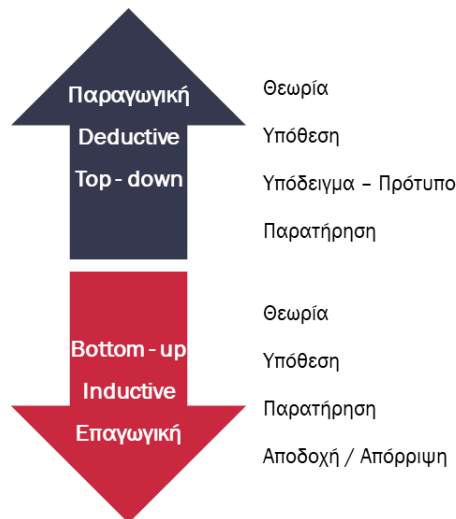 Παραγωγική
Deductive
Top - down
Θεωρία
Υπόθεση
Υπόδειγμα – Πρότυπο
Παρατήρηση
Bottom - up
Inductive
Επαγωγική
Θεωρία
Υπόθεση
Παρατήρηση
Αποδοχή / Απόρριψη